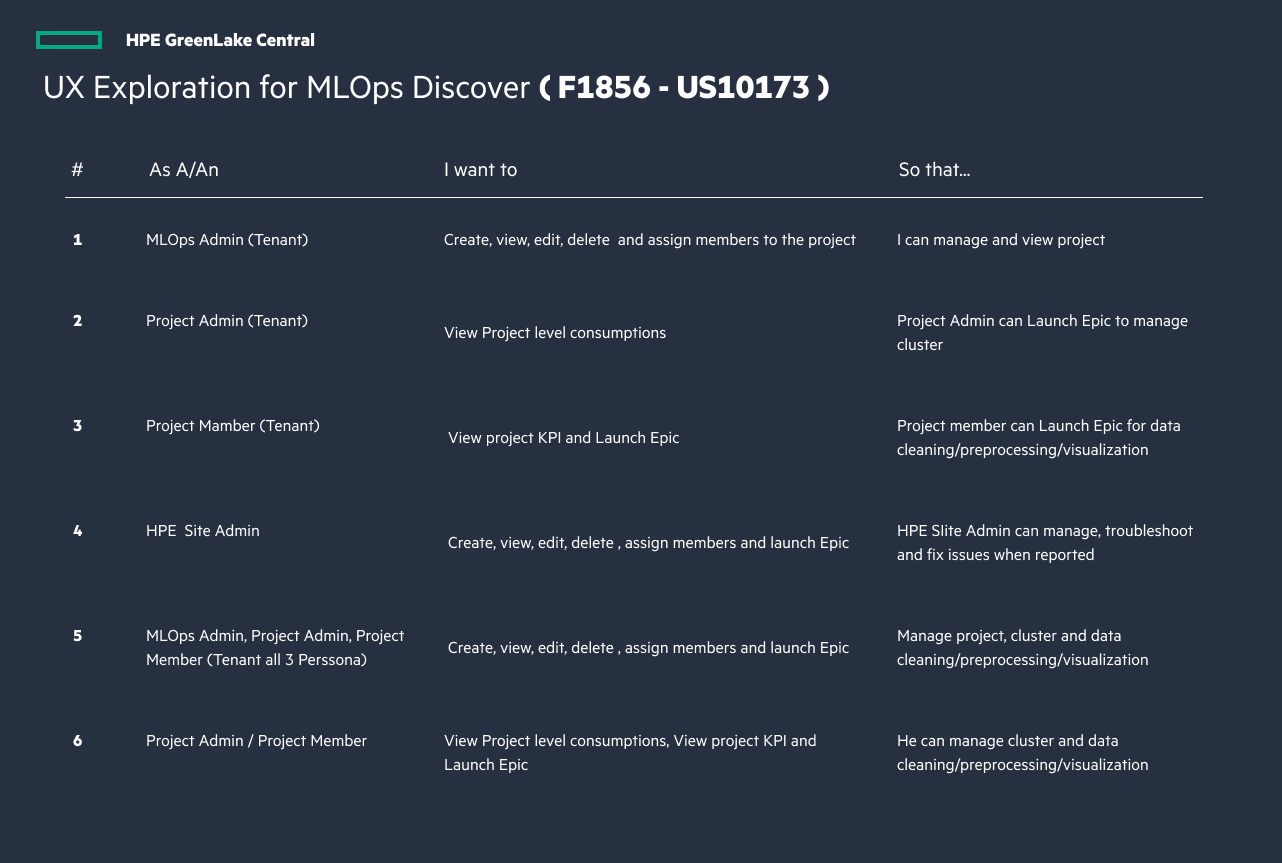 HPE GreenLake Central
UX Exploration for MLOps Discover ( F1856 - US10173 )
# As A/An I want to So that...
1 MLOps Admin (Tenant) Create, view, edit, delete  and assign members to the project I can manage and view project
2 Project Admin (Tenant) View Project level consumptions Project Admin can Launch Epic to manage
cluster
3 Project Mamber (Tenant) View project KPI and Launch Epic Project member can Launch Epic for data
cleaning/preprocessing/visualization
4 HPE  Site Admin Create, view, edit, delete , assign members and launch Epic HPE SIite Admin can manage, troubleshoot
and fix issues when reported
5 MLOps Admin, Project Admin, Project Create, view, edit, delete , assign members and launch Epic Manage project, cluster and data
Member (Tenant all 3 Perssona) cleaning/preprocessing/visualization
6 Project Admin / Project Member View Project level consumptions, View project KPI and He can manage cluster and data
Launch Epic cleaning/preprocessing/visualization